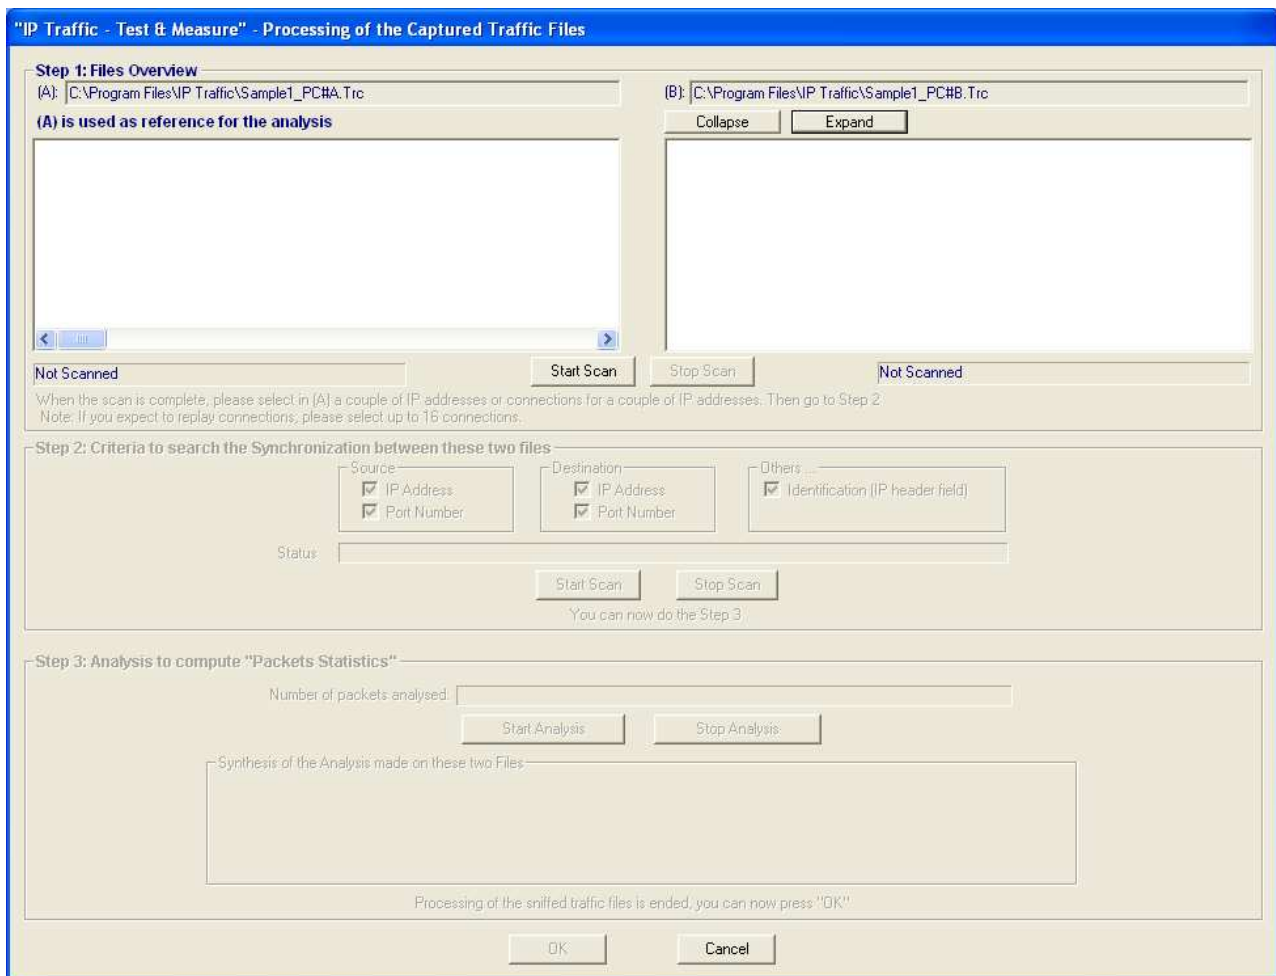 "IP Traffic - Test & Measure" - Processing of the Captured Traffic Files
Step 1: Files Overview
(A): C:\Program Files\IP Traffic\Sample1_PC#A.Trc
(B): C:\Program Files\IP Traffic\Sample1_PC#B.Trc
(A) is used as reference for the analysis
Collapse Expand
Not Scanned Start Scan Stop Scan Not Scanned
When the scan is complete, please select in (A) a couple of IP addresses or connections for a couple of IP addresses. Then go to Step 2
Note: If you expect to replay connections, please select up to 16 connections.
Step 2: Criteria to search the Synchronization between these two files
Source Destination Others ...
IP Address IP Address Identification (IP header field)
Port Number Port Number
Status
Start Scan Stop Scan
You can now do the Step 3
Step 3: Analysis to compute "Packets Statistics"
Number of packets analysed:
Start Analysis Stop Analysis
Synthesis of the Analysis made on these two Files
Processing of the sniffed traffic files is ended, you can now press "OK"
OK Cancel